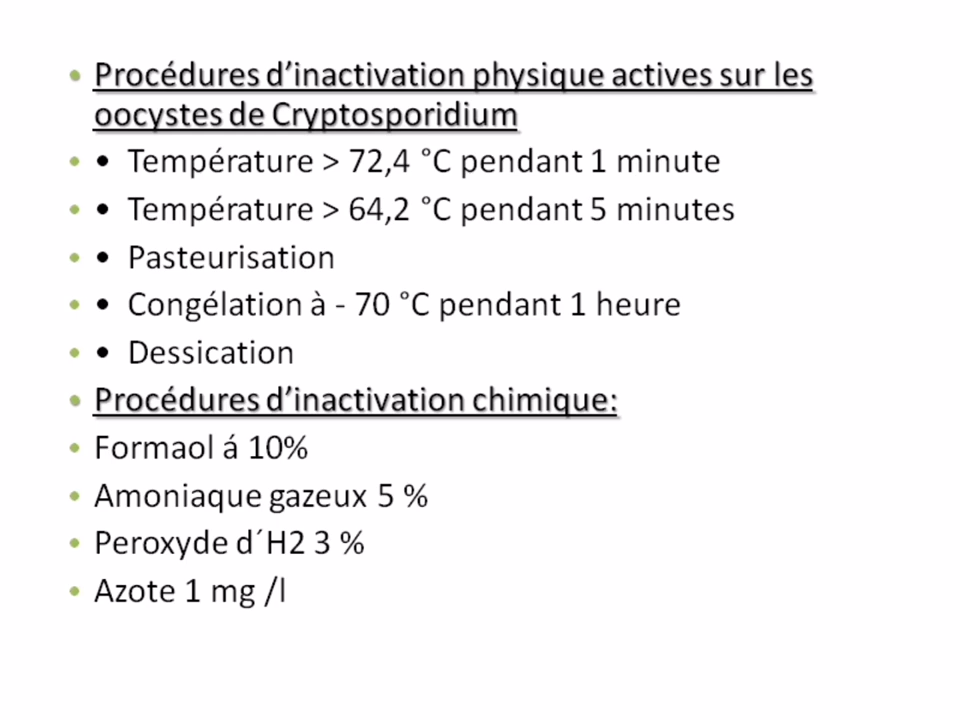 • Procédures d’inactivation physique actives sur les
oocystes de Cryptosporidium
• • Température > 72,4 °C pendant 1 minute
• • Température > 64,2 °C pendant 5 minutes
• • Pasteurisation
• • Congélation à - 70 °C pendant 1 heure
• • Dessication
• Procédures d’inactivation chimique:
• Formaol á 10%
• Amoniaque gazeux 5 %
• Peroxyde d´H2 3 %
• Azote 1 mg /l